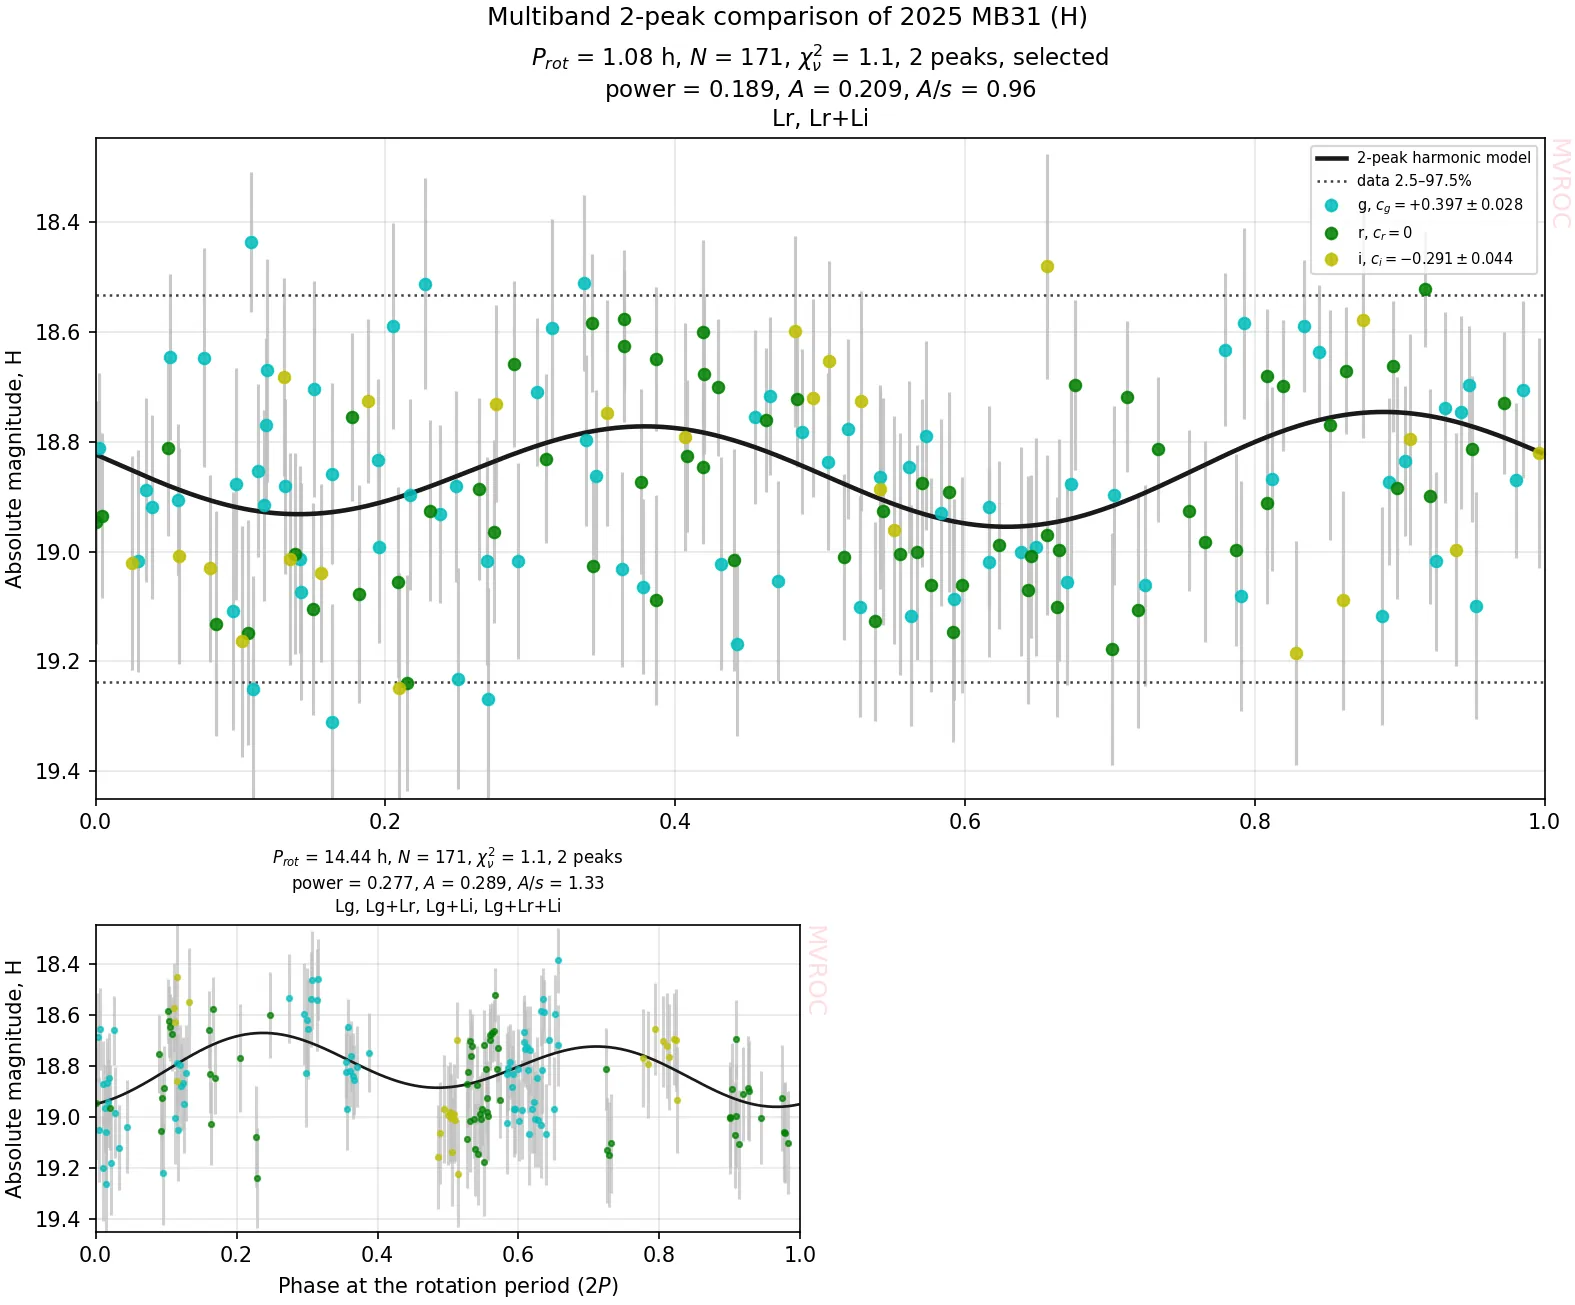 Multiband 2-peak comparison of 2025 MB31 (H)
P_rot = 1.08 h, N = 171, χ²_ν = 1.1, 2 peaks, selected
power = 0.189, A = 0.209, A/s = 0.96
Lr, Lr+Li
2-peak harmonic model
data 2.5–97.5%
g, c_g = +0.397 ± 0.028
r, c_r = 0
i, c_i = −0.291 ± 0.044
MVROC
Absolute magnitude, H
18.4
18.6
18.8
19.0
19.2
19.4
0.0 0.2 0.4 0.6 0.8 1.0
P_rot = 14.44 h, N = 171, χ²_ν = 1.1, 2 peaks
power = 0.277, A = 0.289, A/s = 1.33
Lg, Lg+Lr, Lg+Li, Lg+Lr+Li
MVROC
Absolute magnitude, H
18.4
18.6
18.8
19.0
19.2
19.4
0.0 0.2 0.4 0.6 0.8 1.0
Phase at the rotation period (2P)